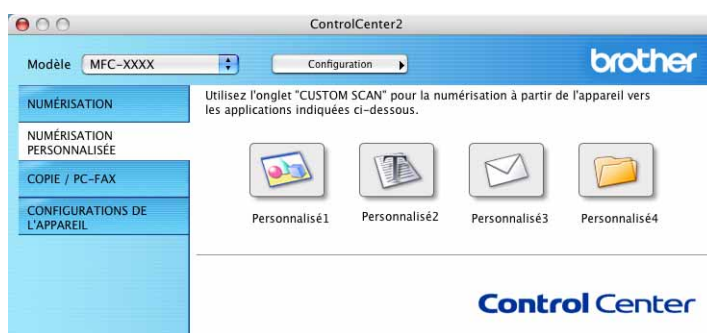 ControlCenter2
Modèle MFC-XXXX Configuration brother
NUMÉRISATION
NUMÉRISATION
PERSONNALISÉE
COPIE / PC-FAX
CONFIGURATIONS DE
L'APPAREIL
Utilisez l'onglet "CUSTOM SCAN" pour la numérisation à partir de l'appareil vers
les applications indiquées ci-dessous.
Personnalisé1 Personnalisé2 Personnalisé3 Personnalisé4
Control Center